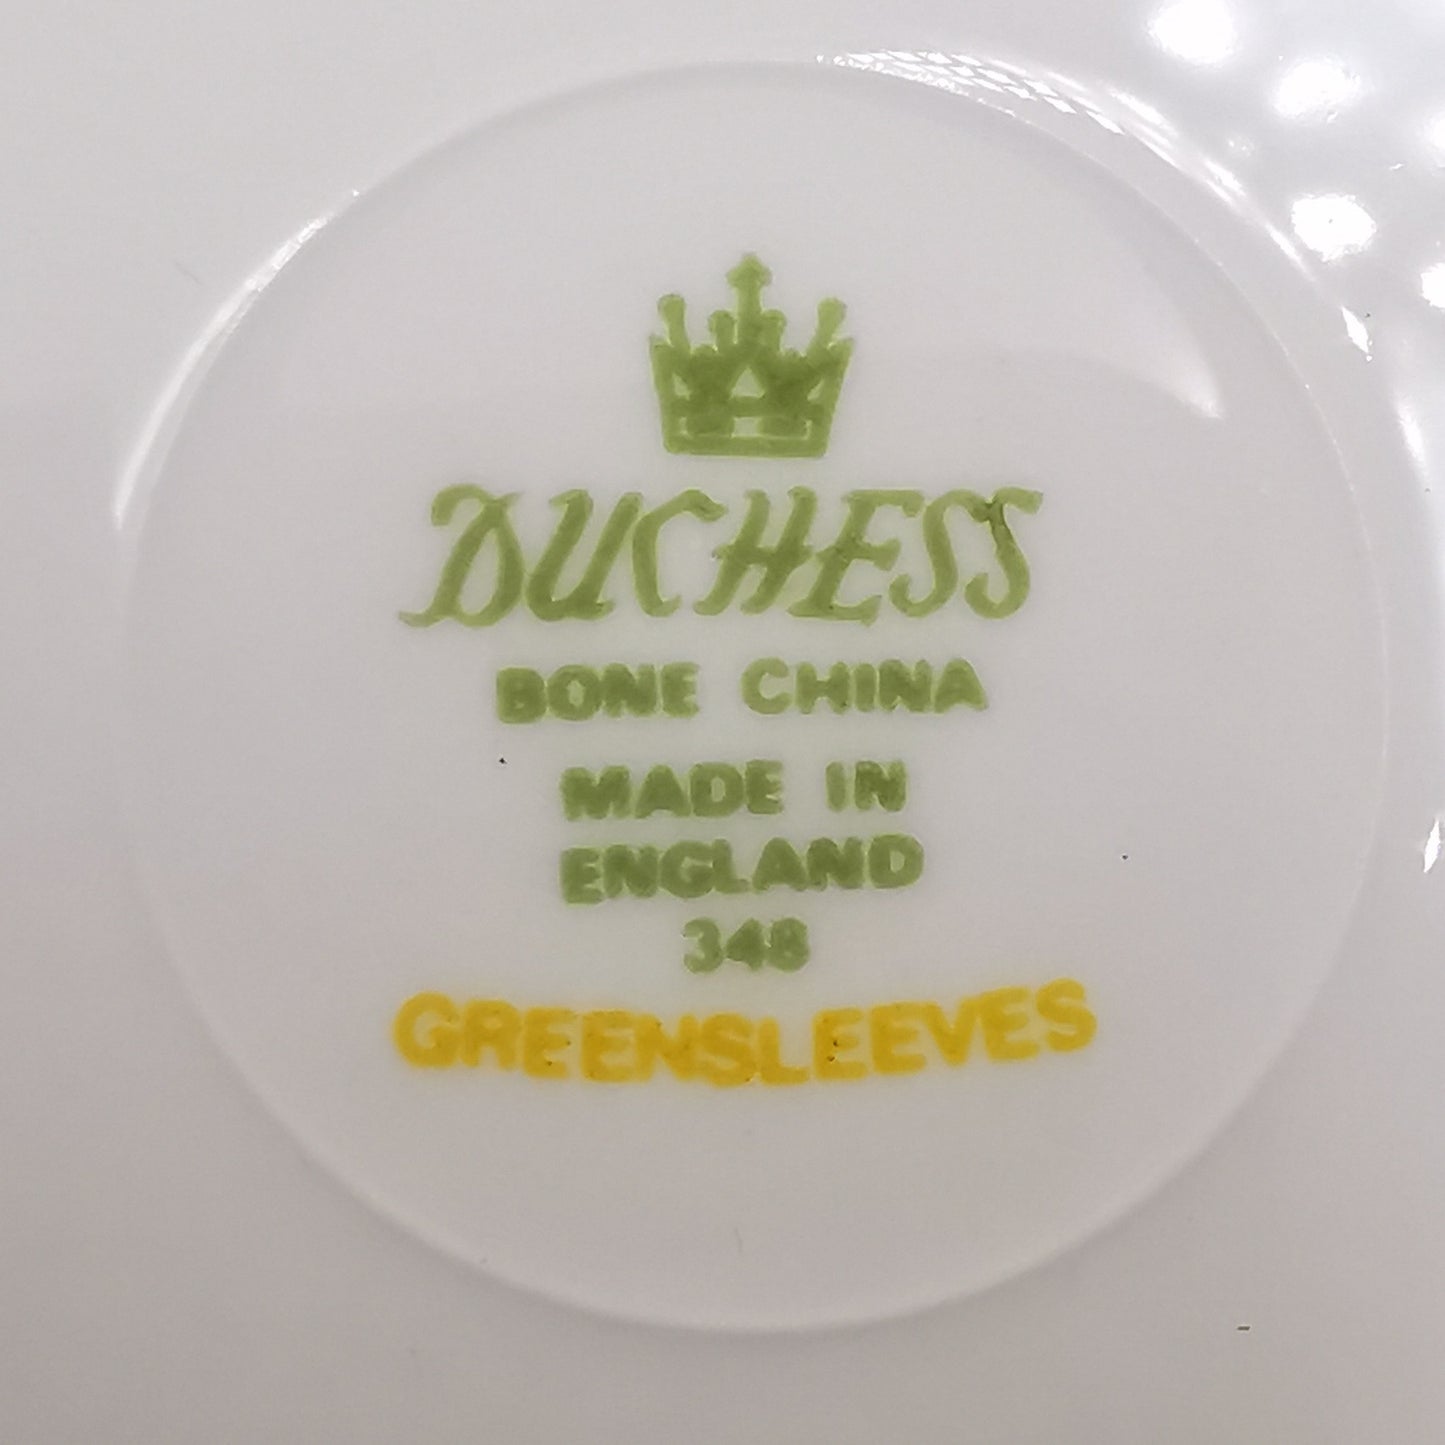 DUCHESS
BONE CHINA
MADE IN
ENGLAND
348
GREENSLEEVES